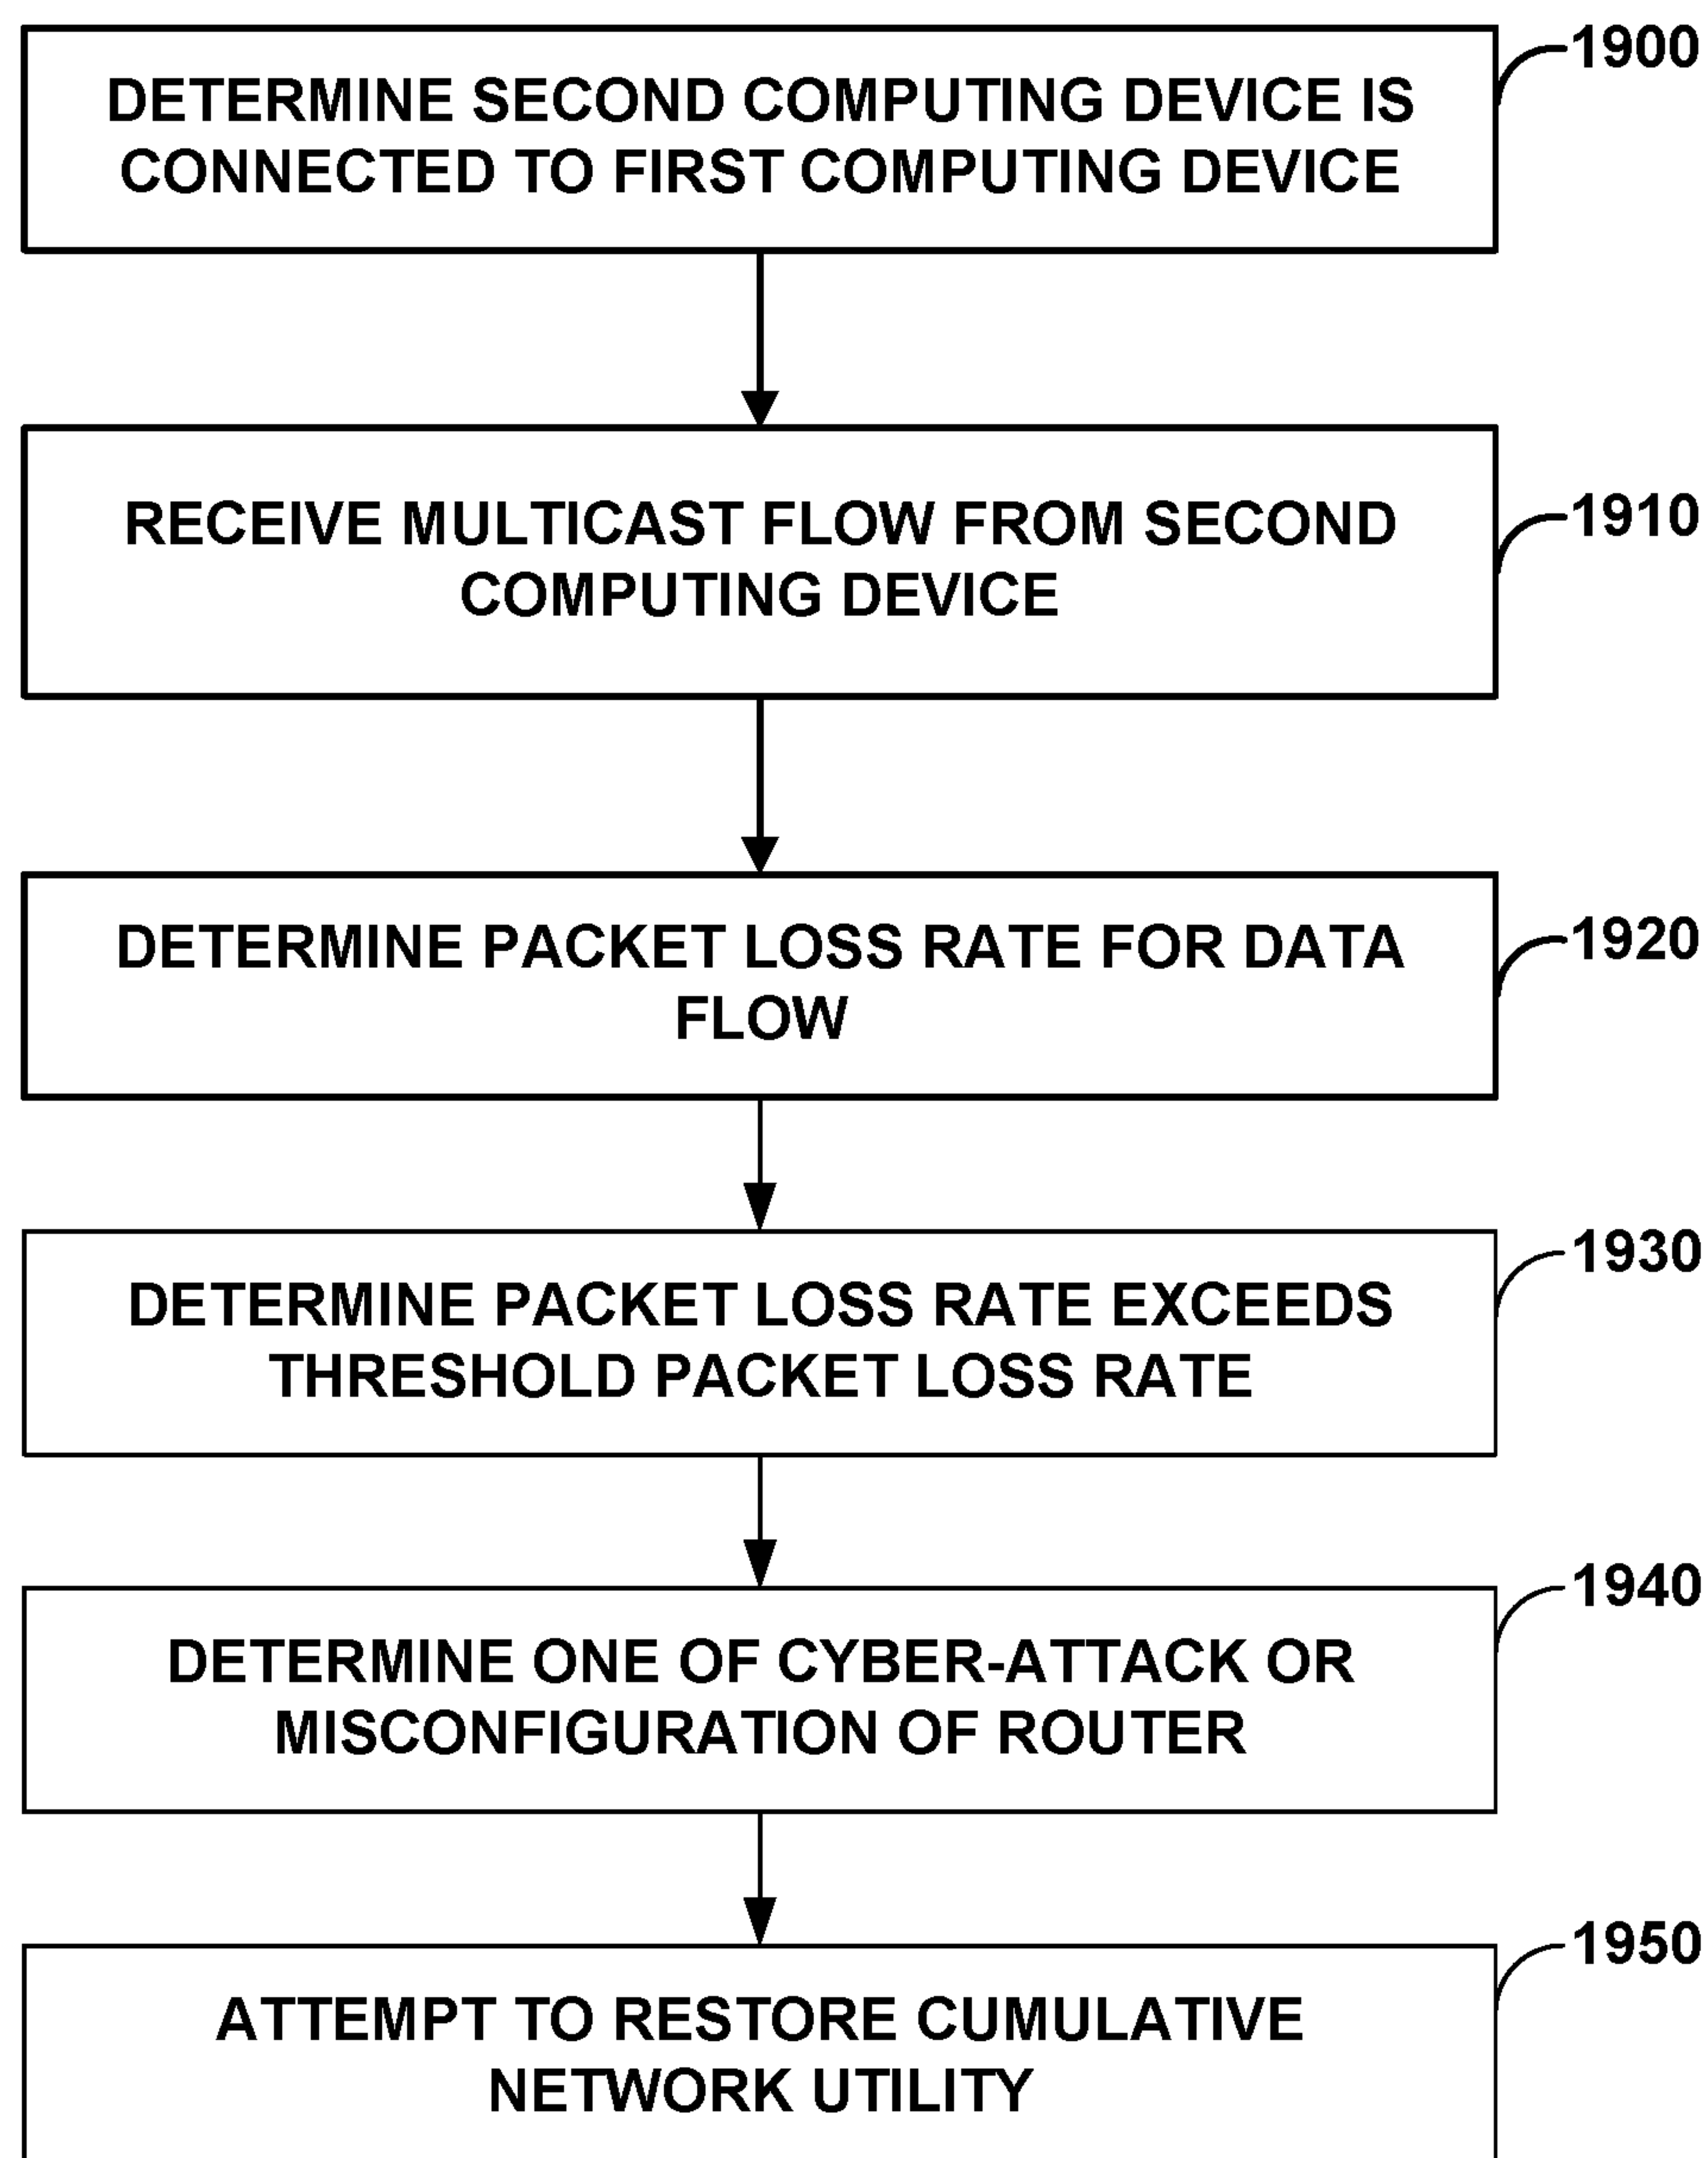 1900
DETERMINE SECOND COMPUTING DEVICE IS
CONNECTED TO FIRST COMPUTING DEVICE
1910
RECEIVE MULTICAST FLOW FROM SECOND
COMPUTING DEVICE
1920
DETERMINE PACKET LOSS RATE FOR DATA
FLOW
1930
DETERMINE PACKET LOSS RATE EXCEEDS
THRESHOLD PACKET LOSS RATE
1940
DETERMINE ONE OF CYBER-ATTACK OR
MISCONFIGURATION OF ROUTER
1950
ATTEMPT TO RESTORE CUMULATIVE
NETWORK UTILITY